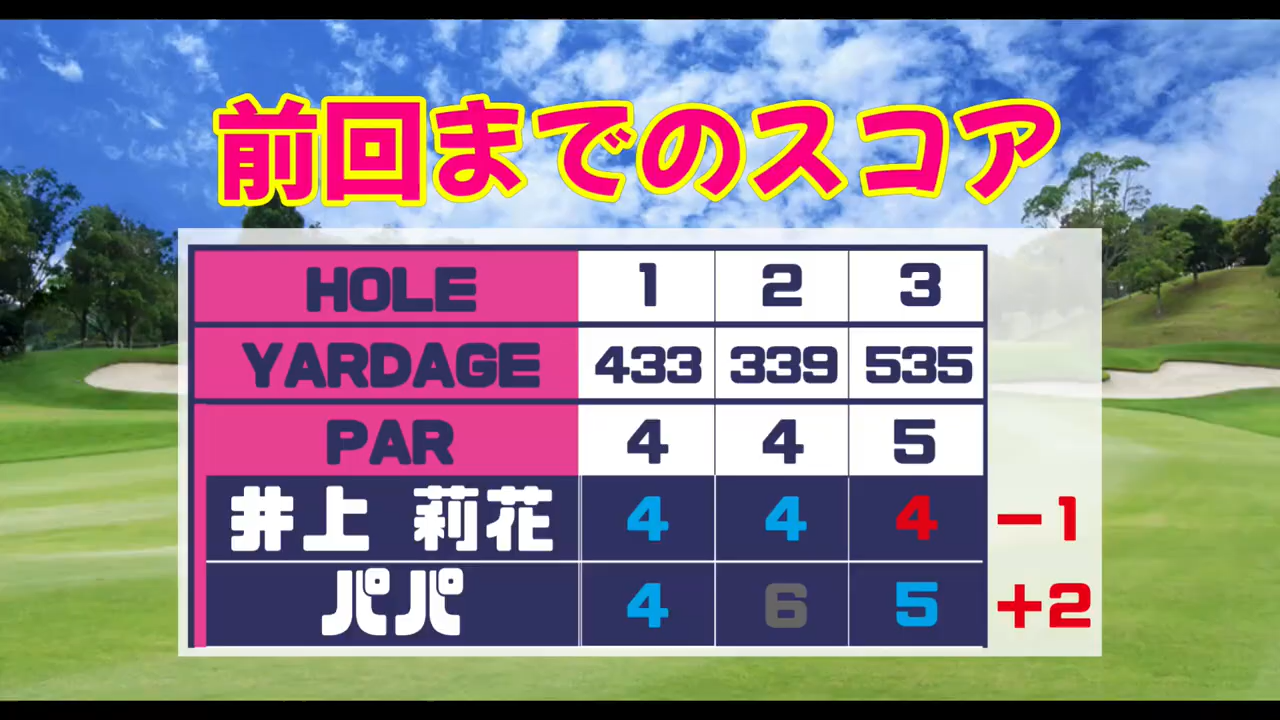 前回までのスコア
HOLE 1 2 3
YARDAGE 433 339 535
PAR 4 4 5
井上 莉花 4 4 4 -1
パパ 4 6 5 +2